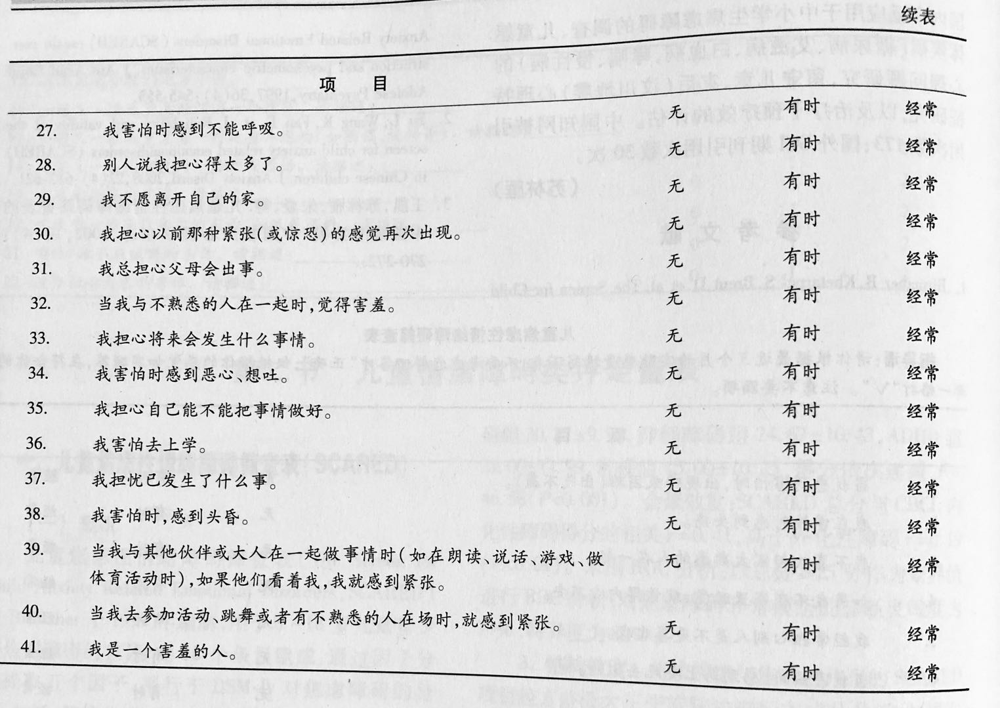 续表
项 目
27. 我害怕时感到不能呼吸。 无 有时 经常
28. 别人说我担心得太多了。 无 有时 经常
29. 我不愿离开自己的家。 无 有时 经常
30. 我担心以前那种紧张(或惊恐)的感觉再次出现。 无 有时 经常
31. 我总担心父母会出事。 无 有时 经常
32. 当我与不熟悉的人在一起时,觉得害羞。 无 有时 经常
33. 我担心将来会发生什么事情。 无 有时 经常
34. 我害怕时感到恶心、想吐。 无 有时 经常
35. 我担心自己能不能把事情做好。 无 有时 经常
36. 我害怕去上学。 无 有时 经常
37. 我担忧已发生了什么事。 无 有时 经常
38. 我害怕时,感到头昏。 无 有时 经常
39. 当我与其他伙伴或大人在一起做事情时(如在朗读、说话、游戏、做 无 有时 经常
体育活动时),如果他们看着我,我就感到紧张。
40. 当我去参加活动、跳舞或者有不熟悉的人在场时,就感到紧张。 无 有时 经常
41. 我是一个害羞的人。 无 有时 经常